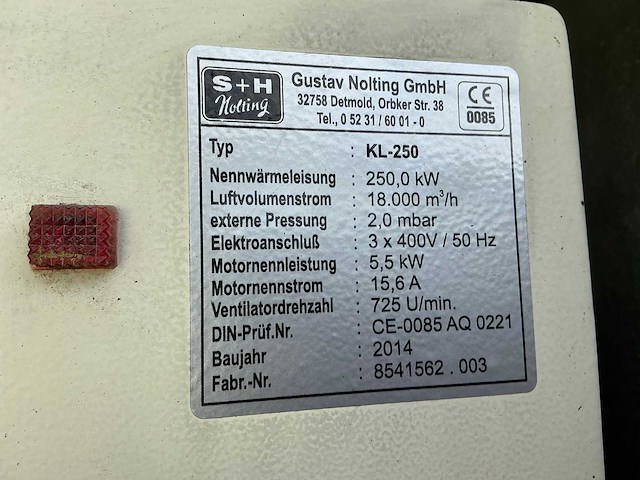 S+H
Nolting
Gustav Nolting GmbH
32758 Detmold, Orbker Str. 38
Tel., 0 52 31 / 60 01 - 0
CE
0085
Typ : KL-250
Nennwärmeleisung : 250,0 kW
Luftvolumenstrom : 18.000 m³/h
externe Pressung : 2,0 mbar
Elektroanschluß : 3 x 400V / 50 Hz
Motornennleistung : 5,5 kW
Motornennstrom : 15,6 A
Ventilatordrehzahl : 725 U/min.
DIN-Prüf.Nr. : CE-0085 AQ 0221
Baujahr : 2014
Fabr.-Nr. : 8541562 . 003